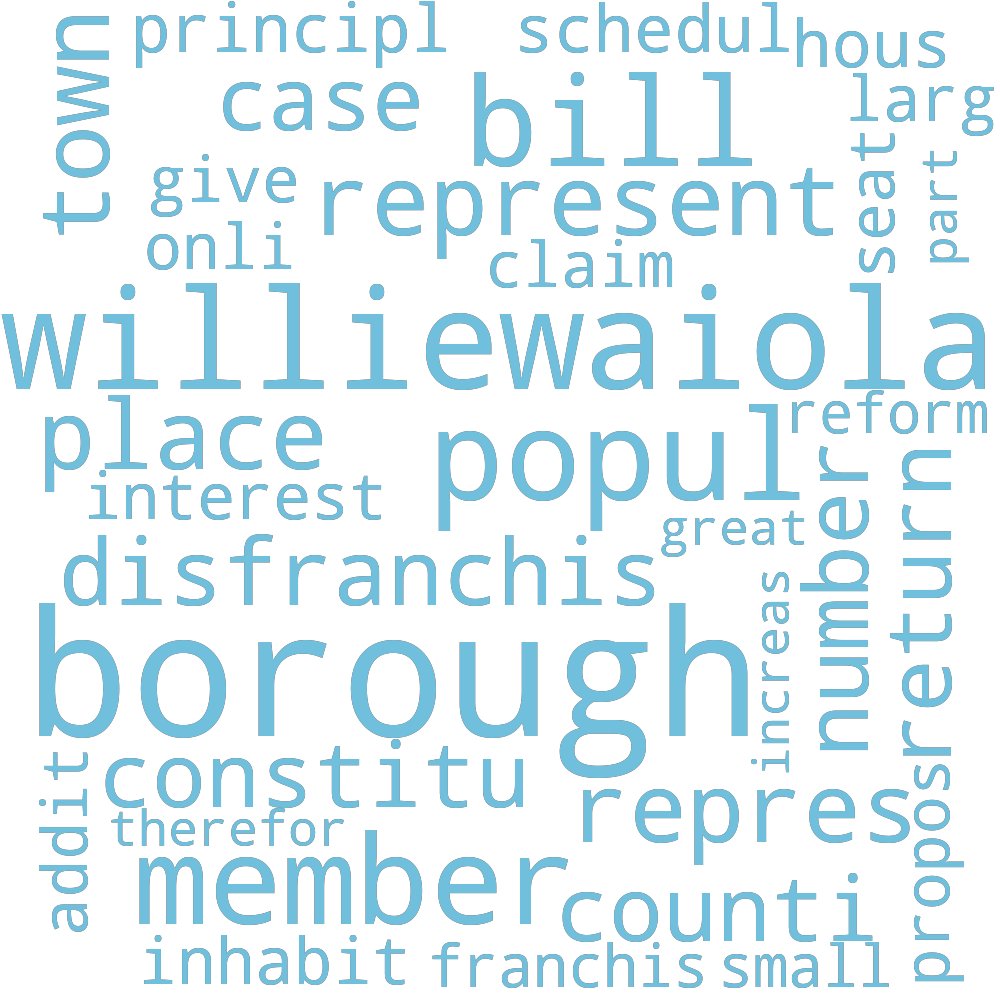 principl
schedul
hous
town
case
bill
larg
give
represent
seat
part
onli
claim
williewaiola
place
popul
reform
interest
great
number
return
disfranchis
borough
increas
constitu
repres
propos
addit
therefor
member
counti
inhabit
franchis
small